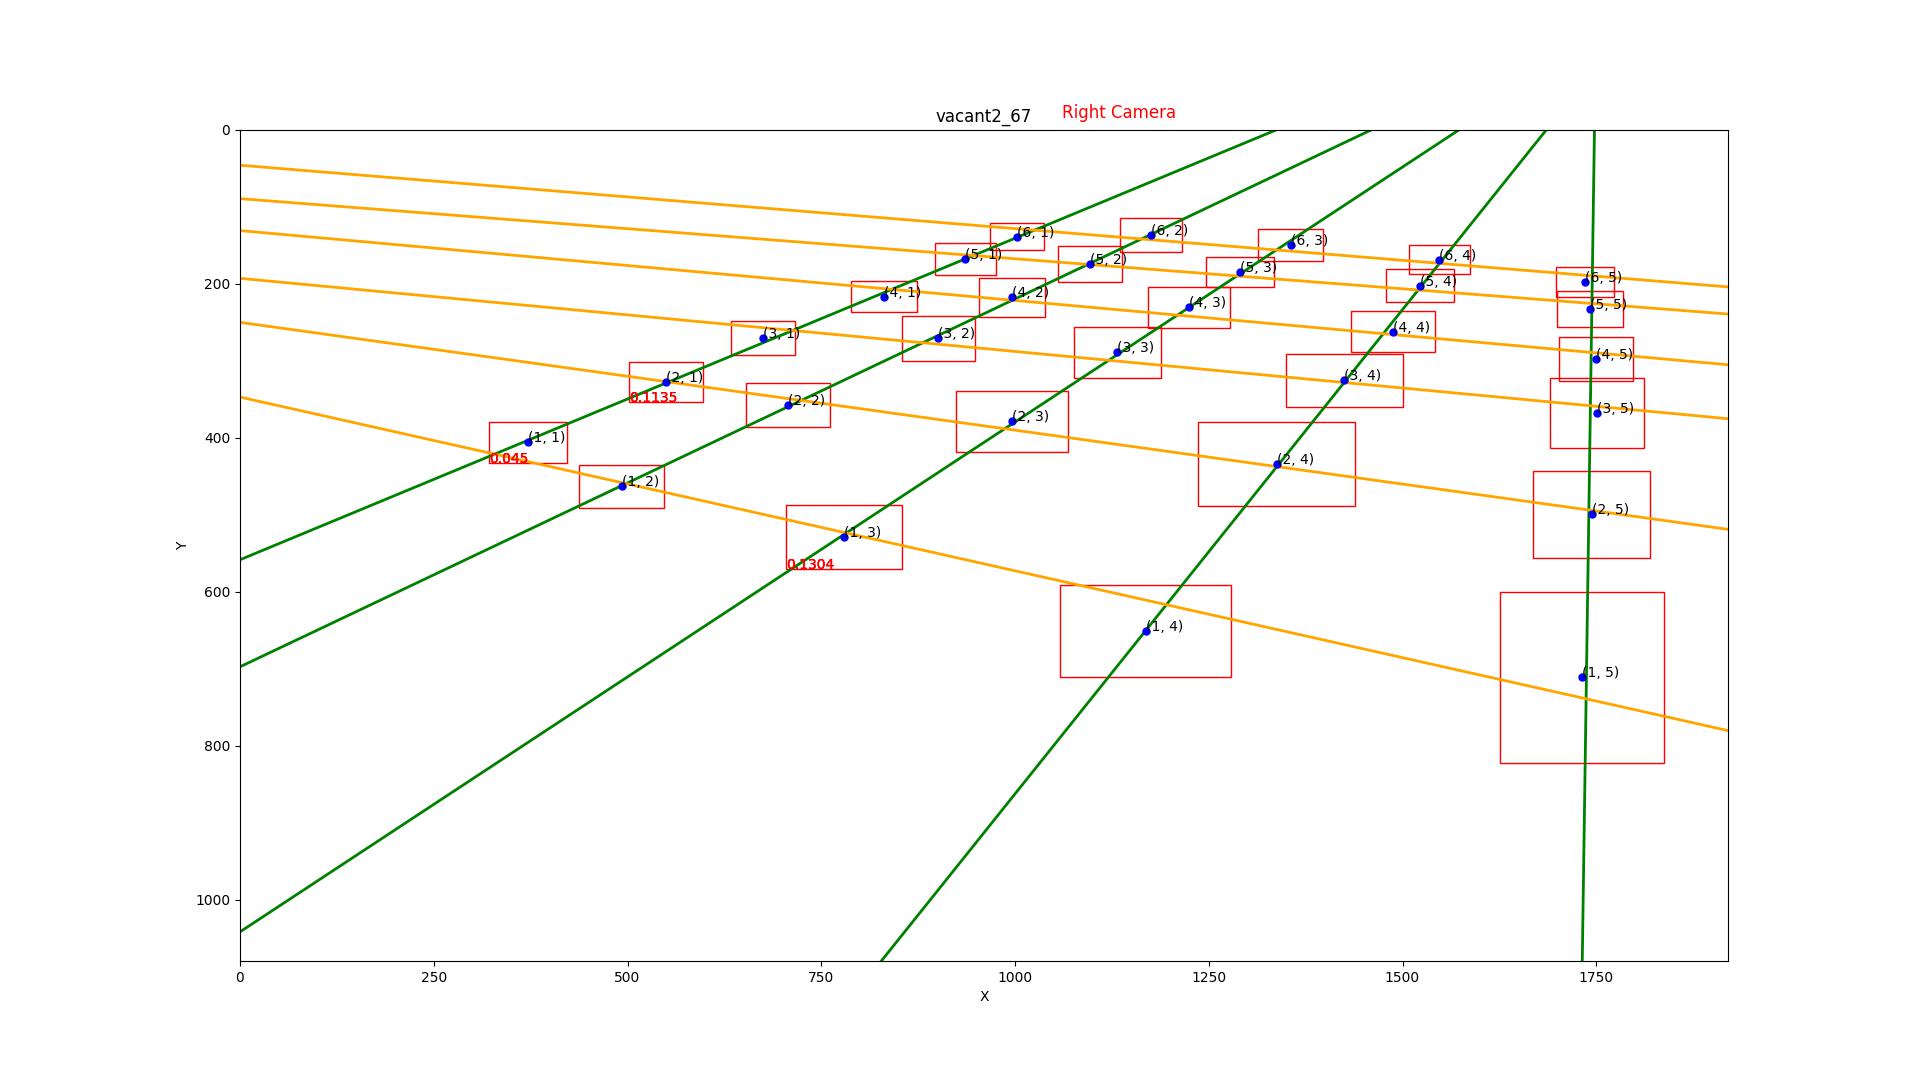 vacant2_67 Right Camera
0
200
400
600
800
1000
Y
(6, 1) (6, 2) (6, 3) (6, 4) (6, 5)
(5, 1) (5, 2) (5, 3) (5, 4) (5, 5)
(4, 1) (4, 2) (4, 3) (4, 4) (4, 5)
(3, 1) (3, 2) (3, 3) (3, 4) (3, 5)
(2, 1) (2, 2) (2, 3) (2, 4) (2, 5)
0.1135
(1, 1) (1, 2) (1, 3) (1, 4) (1, 5)
0.045
0.1304
0 250 500 750 1000 1250 1500 1750
X